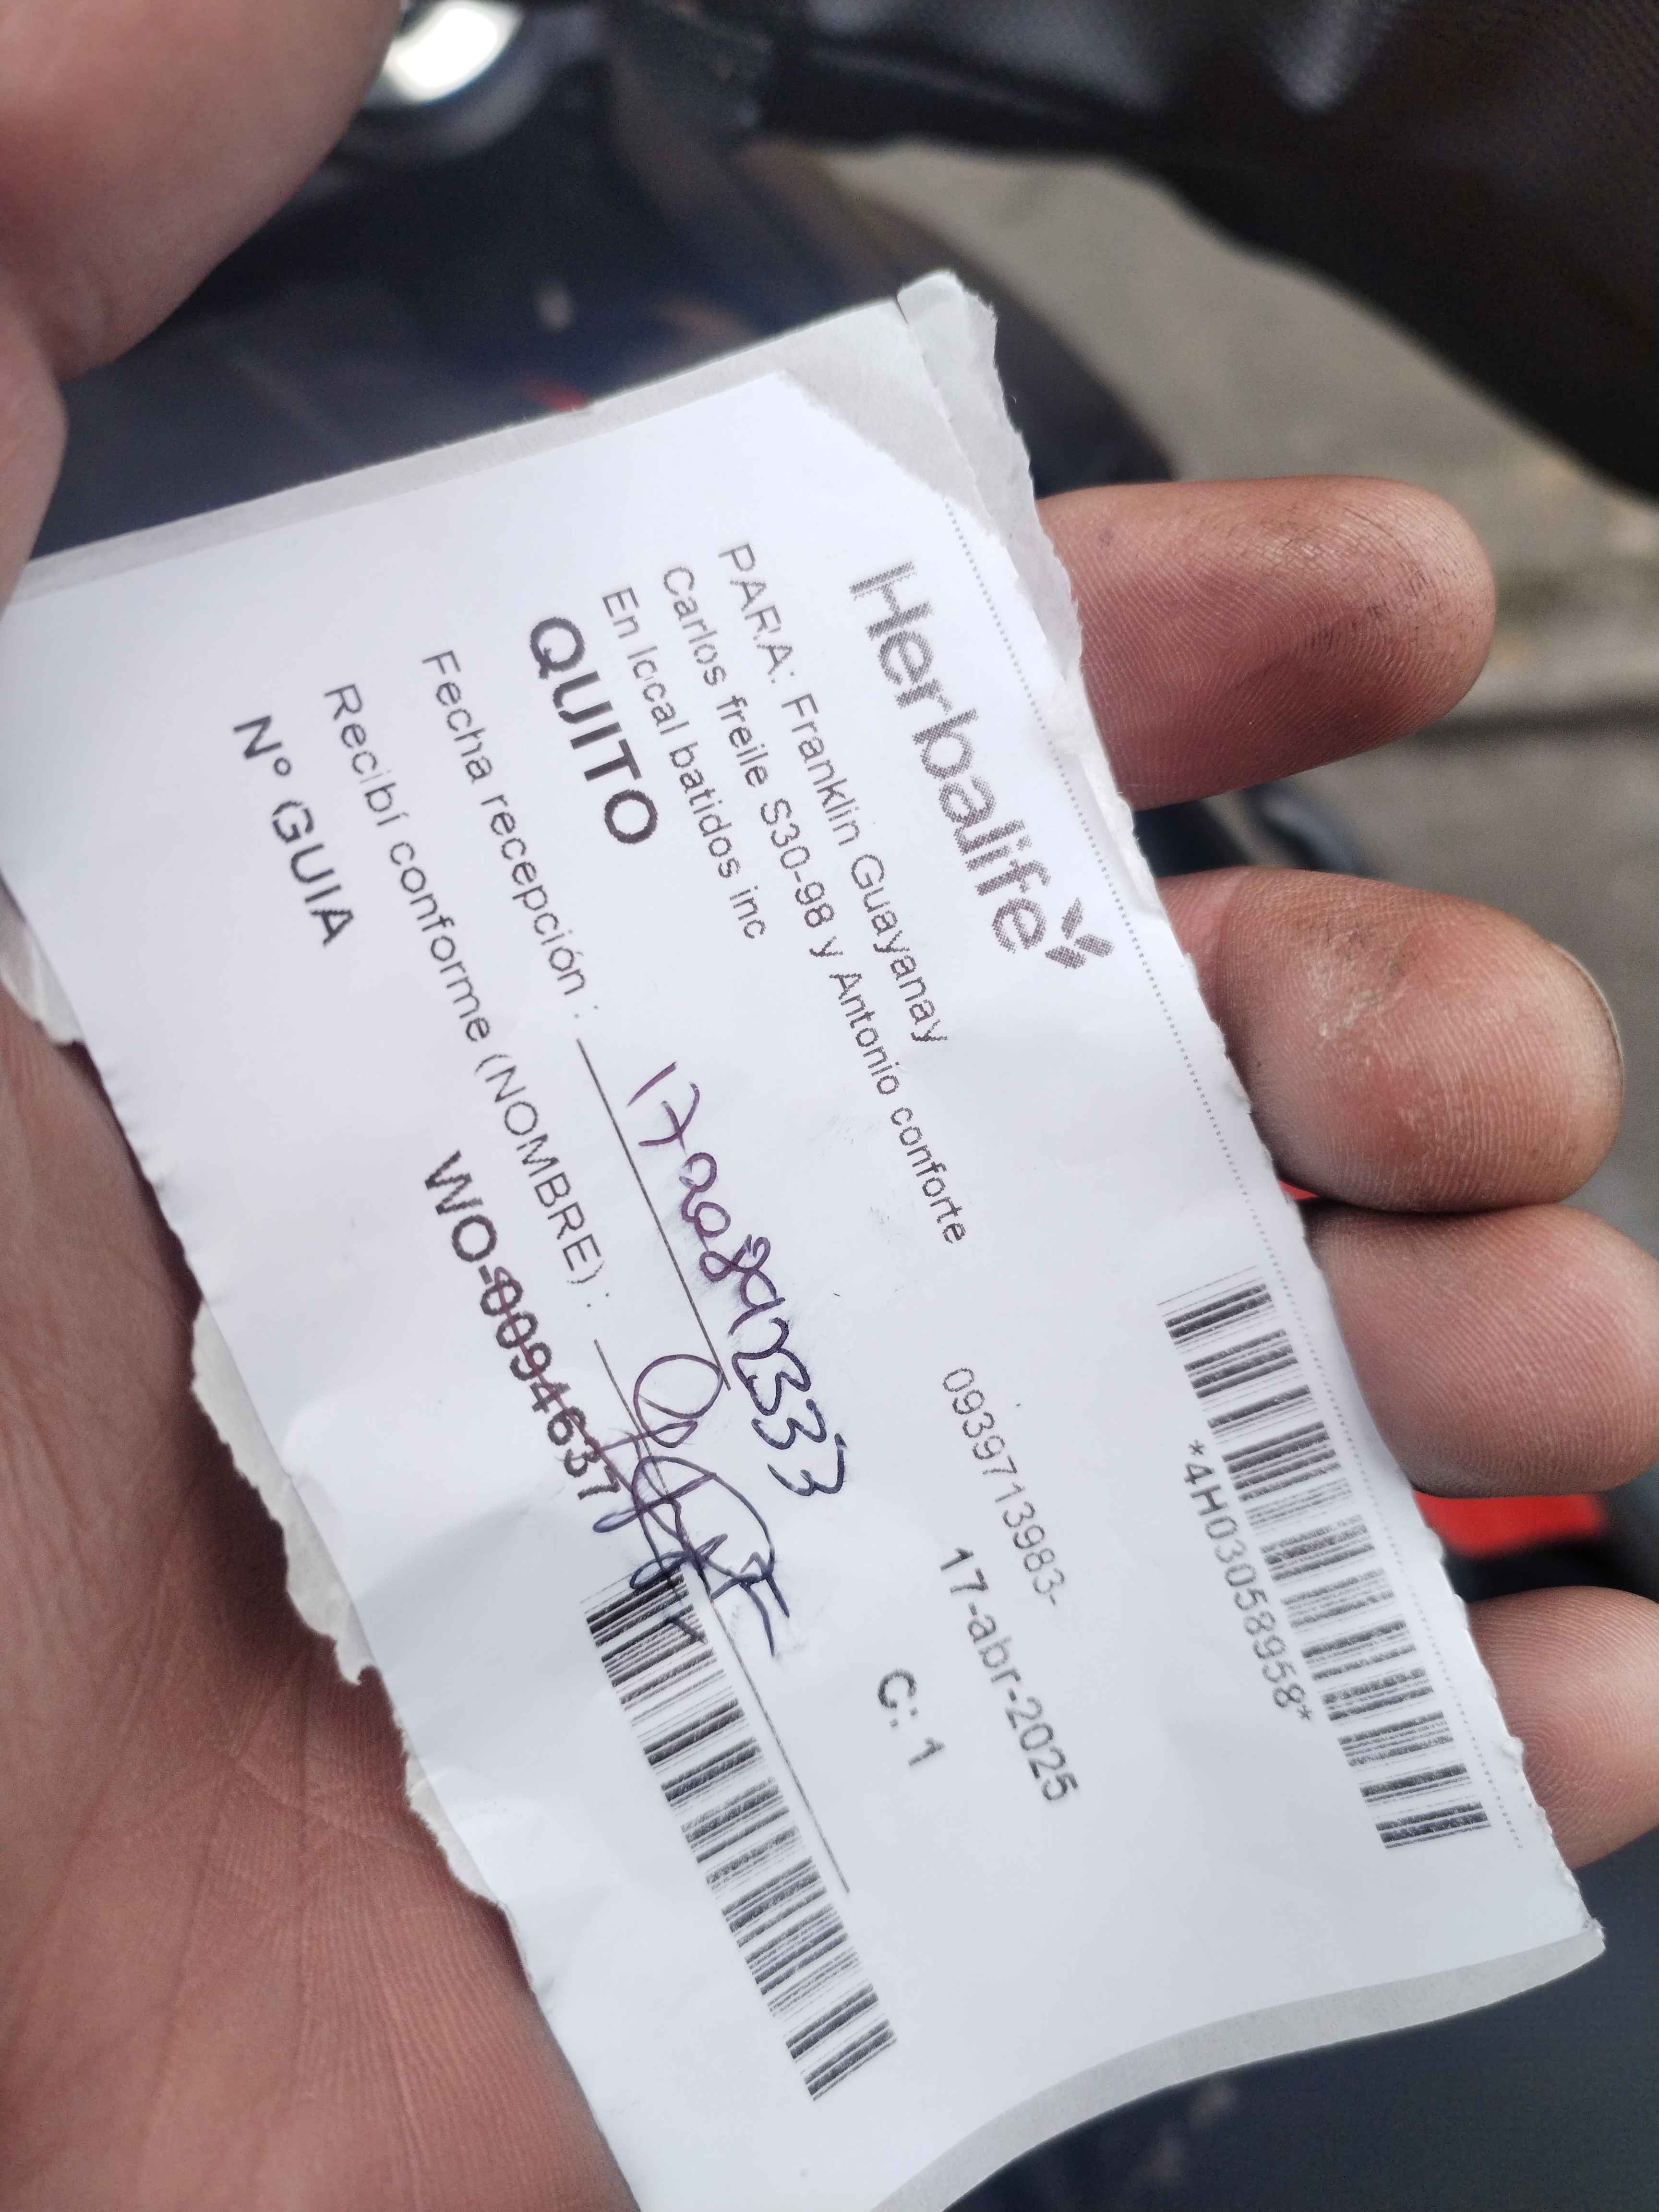 Herbalife
*4H03058958*
PARA: Franklin Guayanay 0939713983-
Carlos freile S30-98 y Antonio conforte
En local batidos inc 17-abr-2025
QUITO C: 1
Fecha recepción :
Recibí conforme (NOMBRE) :
Nº GUIA WO-0094637